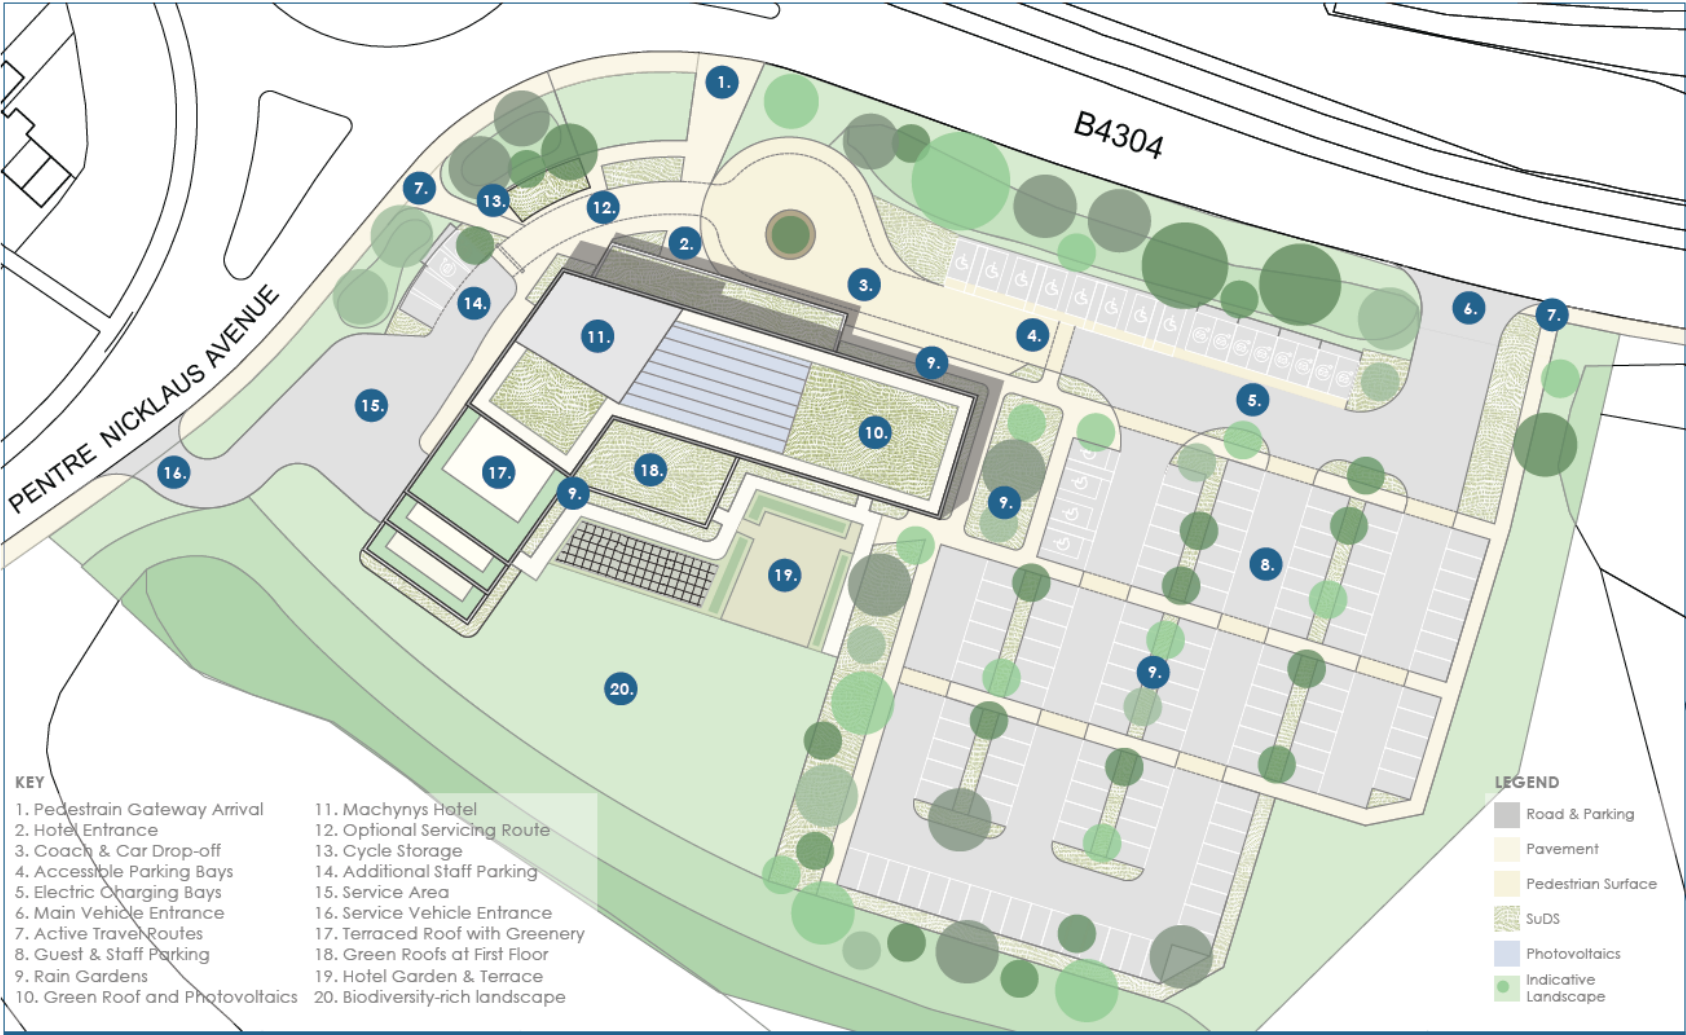 1.
B4304
7.
13.
12.
2.
3.
14.
6.
7.
11.
4.
9.
5.
15.
10.
PENTRE NICKLAUS AVENUE
16.
17.
18.
9.
9.
8.
19.
9.
20.
KEY
1. Pedestrain Gateway Arrival
2. Hotel Entrance
3. Coach & Car Drop-off
4. Accessible Parking Bays
5. Electric Charging Bays
6. Main Vehicle Entrance
7. Active Travel Routes
8. Guest & Staff Parking
9. Rain Gardens
10. Green Roof and Photovoltaics
11. Machynys Hotel
12. Optional Servicing Route
13. Cycle Storage
14. Additional Staff Parking
15. Service Area
16. Service Vehicle Entrance
17. Terraced Roof with Greenery
18. Green Roofs at First Floor
19. Hotel Garden & Terrace
20. Biodiversity-rich landscape
LEGEND
Road & Parking
Pavement
Pedestrian Surface
SuDS
Photovoltaics
Indicative
Landscape